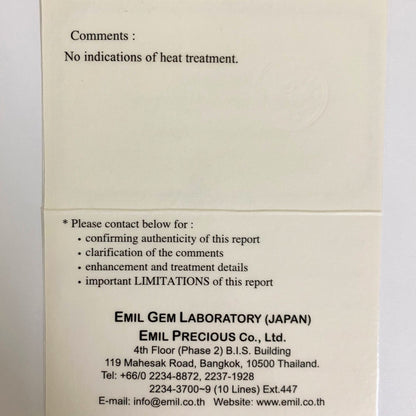 Comments :
No indications of heat treatment.
* Please contact below for :
• confirming authenticity of this report
• clarification of the comments
• enhancement and treatment details
• important LIMITATIONS of this report
EMIL GEM LABORATORY (JAPAN)
EMIL PRECIOUS Co., Ltd.
4th Floor (Phase 2) B.I.S. Building
119 Mahesak Road, Bangkok, 10500 Thailand.
Tel: +66/0 2234-8872, 2237-1928
2234-3700~9 (10 Lines) Ext.447
E-mail: info@emil.co.th Website: www.emil.co.th